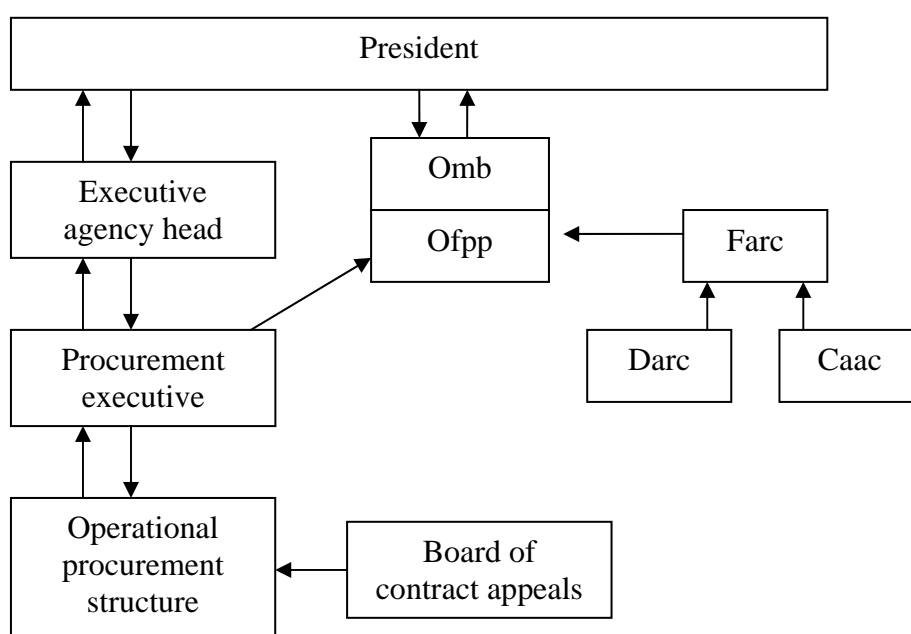 President
Omb
Executive
agency head
Ofpp
Farc
Procurement
executive
Darc
Caac
Operational
procurement
structure
Board of
contract appeals